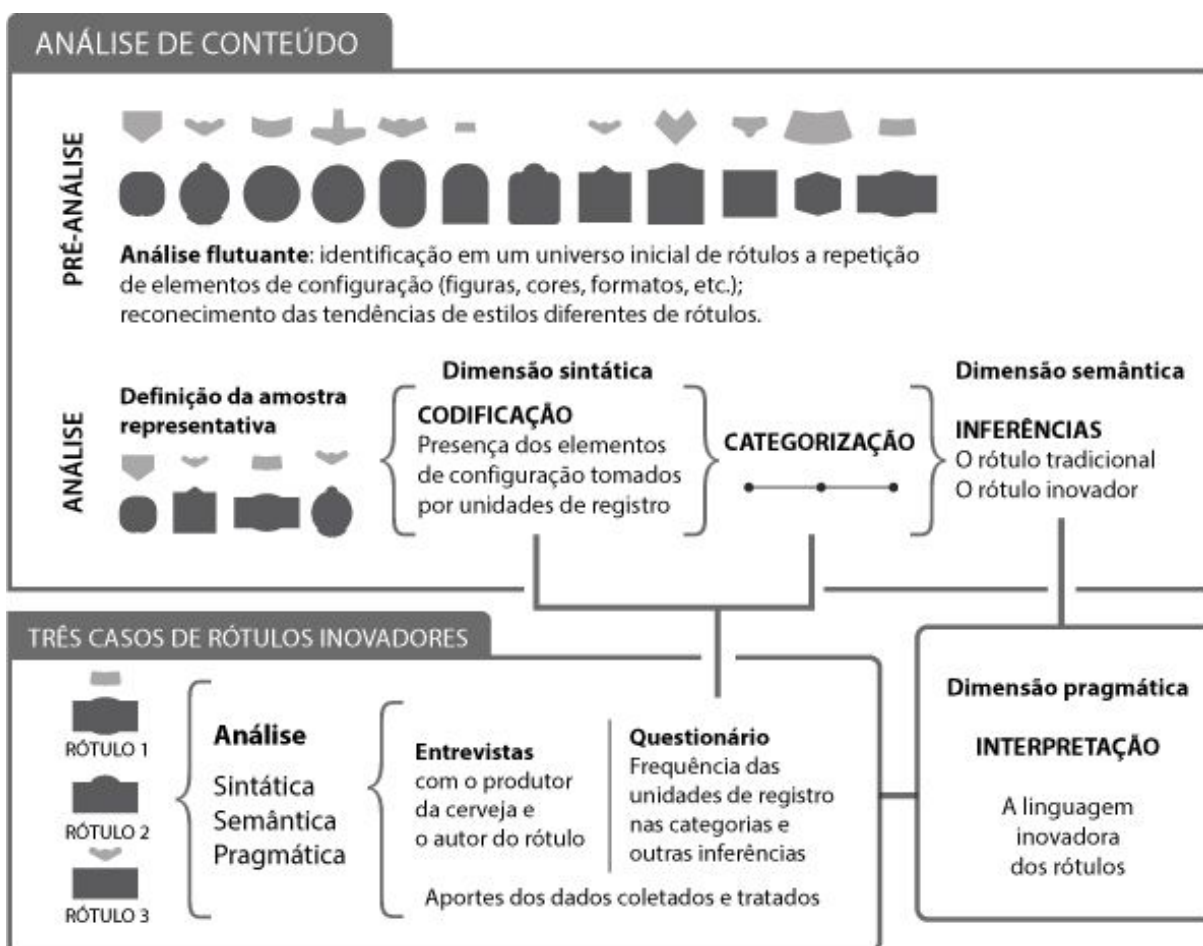 ANÁLISE DE CONTEÚDO
PRÉ-ANÁLISE
Análise flutuante: identificação em um universo inicial de rótulos a repetição
de elementos de configuração (figuras, cores, formatos, etc.);
reconecimento das tendências de estilos diferentes de rótulos.
ANÁLISE
Definição da amostra
representativa
Dimensão sintática
CODIFICAÇÃO
Presença dos elementos
de configuração tomados
por unidades de registro
CATEGORIZAÇÃO
Dimensão semântica
INFERÊNCIAS
O rótulo tradicional
O rótulo inovador
TRÊS CASOS DE RÓTULOS INOVADORES
RÓTULO 1
RÓTULO 2
RÓTULO 3
Análise
Sintática
Semântica
Pragmática
Entrevistas
com o produtor
da cerveja e
o autor do rótulo
Questionário
Frequência das
unidades de registro
nas categorias e
outras inferências
Aportes dos dados coletados e tratados
Dimensão pragmática
INTERPRETAÇÃO
A linguagem
inovadora
dos rótulos